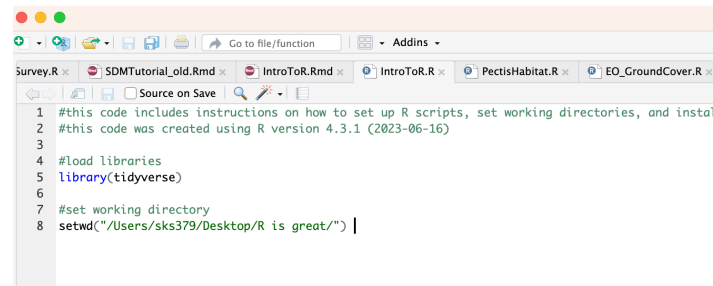 Go to file/function
Addins
Survey.R
SDMTutorial_old.Rmd
IntroToR.Rmd
IntroToR.R
PectisHabitat.R
EO_GroundCover.R
Source on Save
1 #this code includes instructions on how to set up R scripts, set working directories, and instal
2 #this code was created using R version 4.3.1 (2023-06-16)
3
4 #load libraries
5 library(tidyverse)
6
7 #set working directory
8 setwd("/Users/sks379/Desktop/R is great/")